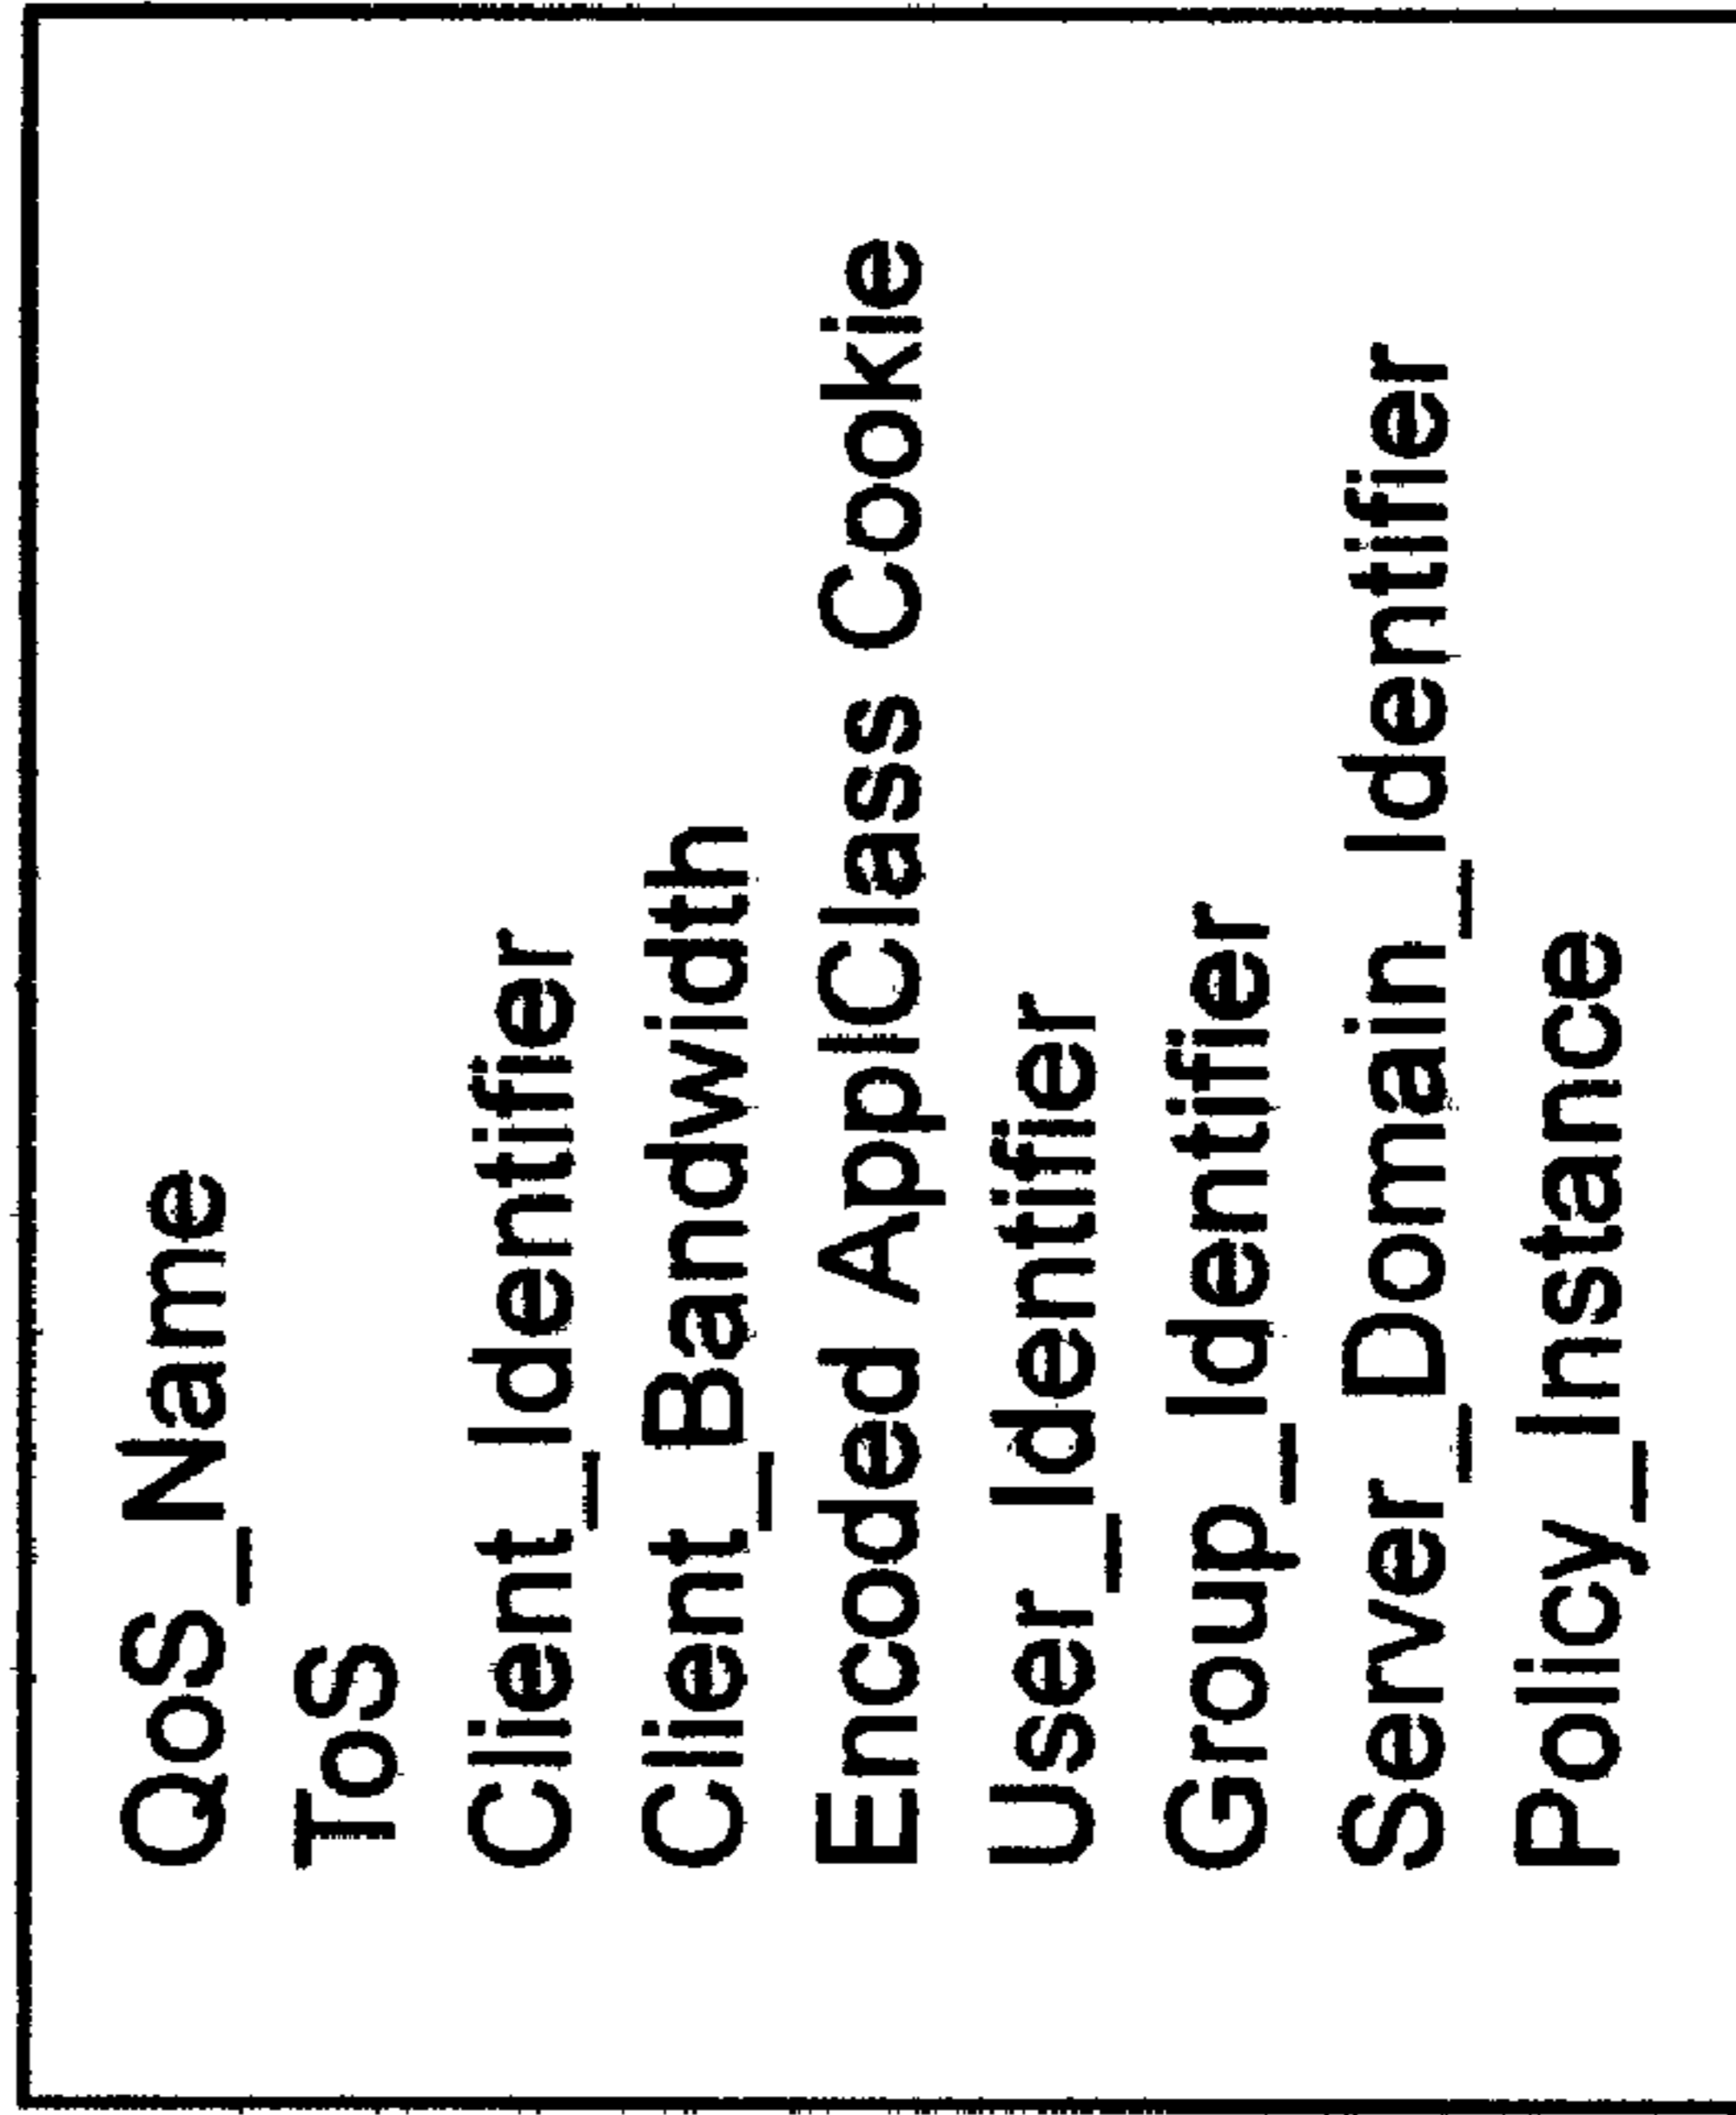 QoS_Name
ToS
Client_Identifier
Client_Bandwidth
Encoded ApplClass Cookie
User_Identifier
Group_Identifier
Server_Domain_Identifier
Policy_Instance